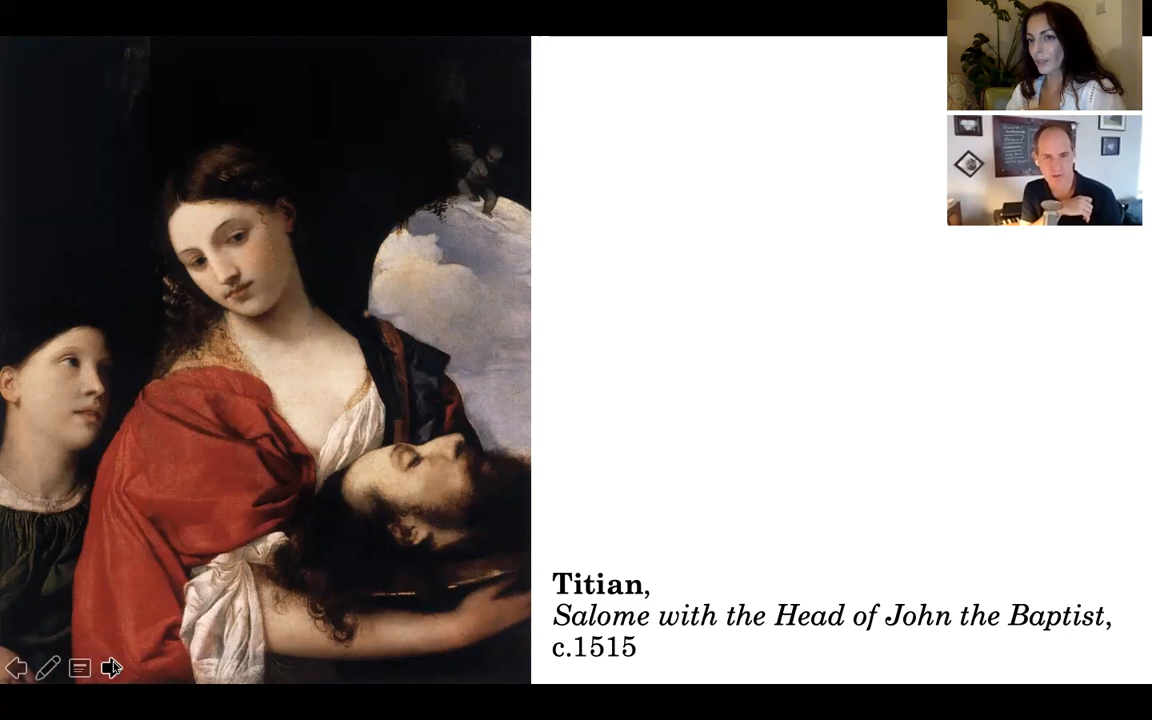 Titian,
Salome with the Head of John the Baptist,
c.1515